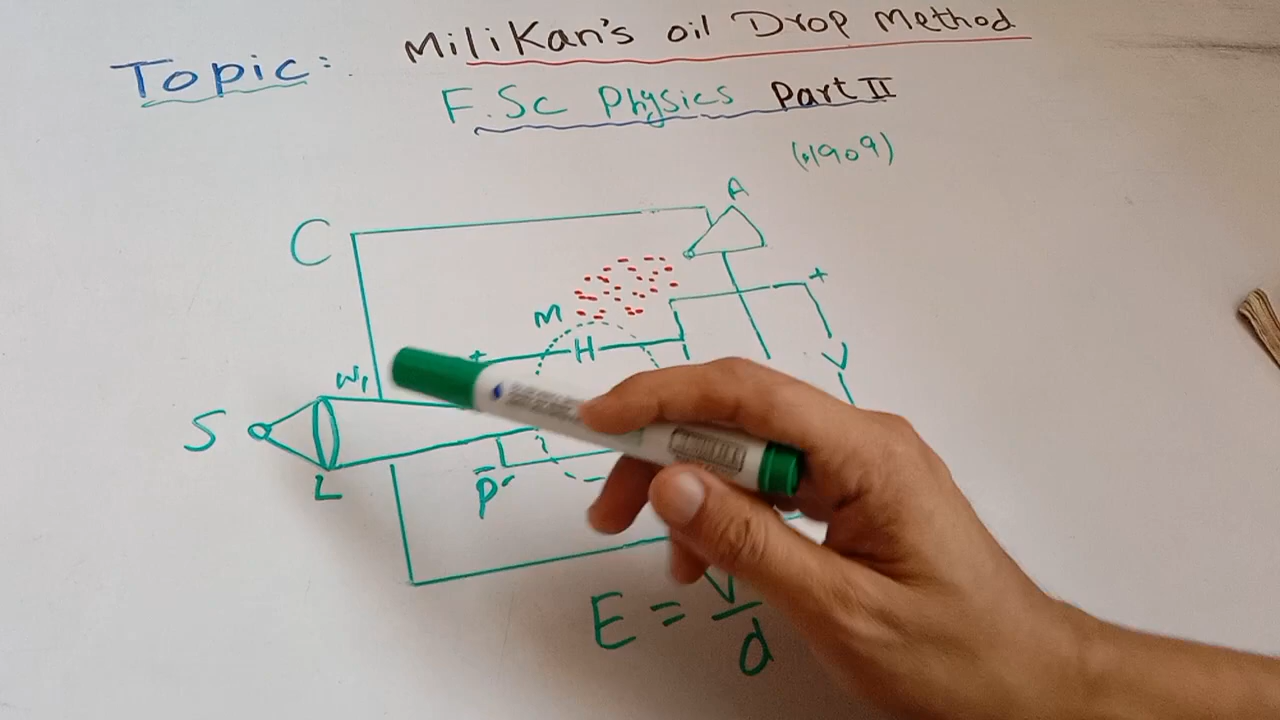 Topic: MiliKan's oil Drop Method
F.Sc Physics Part II
(1909)
A
C
+
M
H
+
V
W1
S
L
P
E = V/d